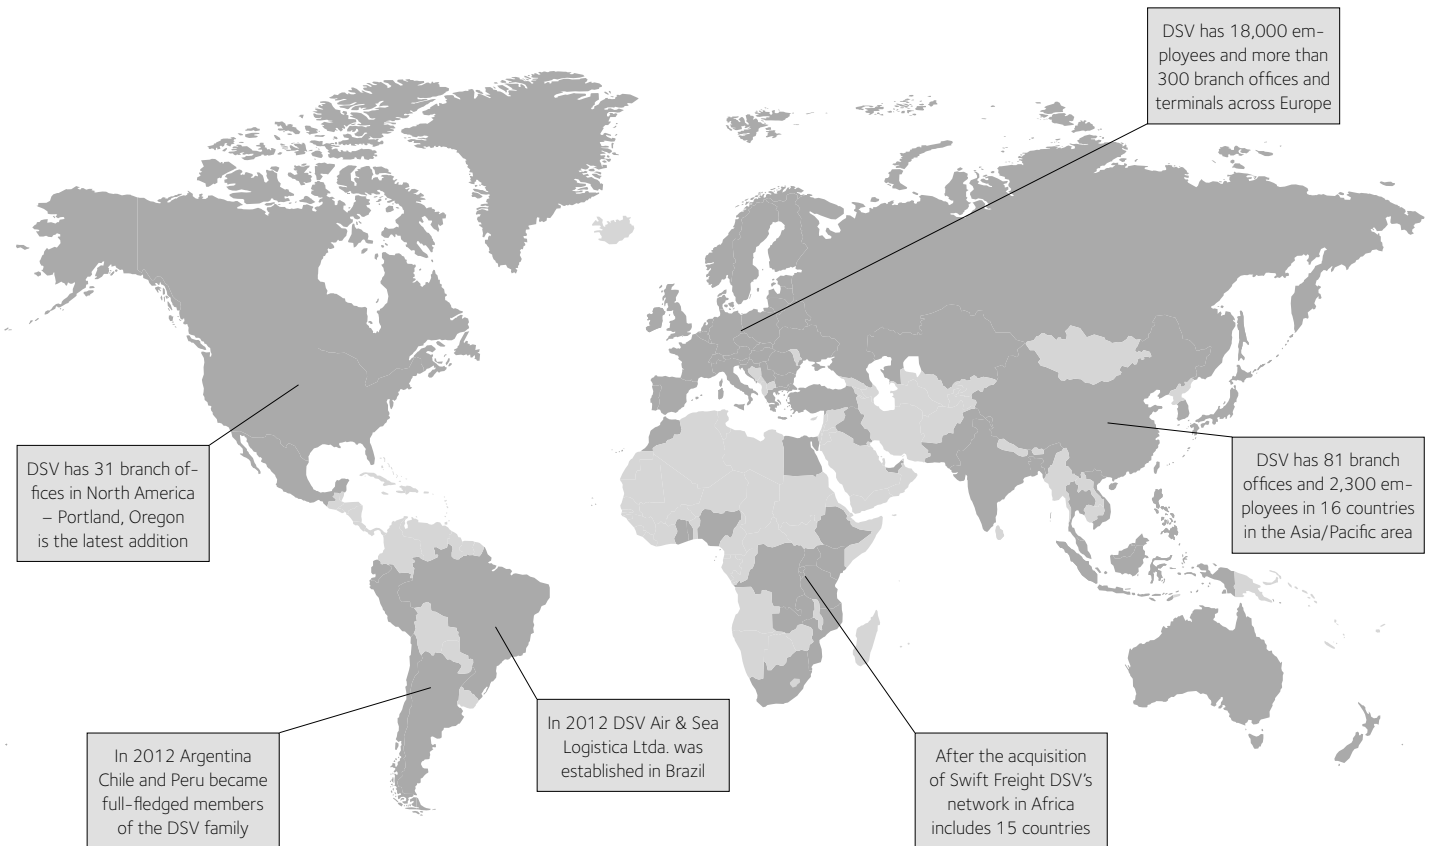 DSV has 18,000 em-
ployees and more than
300 branch offices and
terminals across Europe
DSV has 31 branch of-
fices in North America
– Portland, Oregon
is the latest addition
DSV has 81 branch
offices and 2,300 em-
ployees in 16 countries
in the Asia/Pacific area
In 2012 Argentina
Chile and Peru became
full-fledged members
of the DSV family
In 2012 DSV Air & Sea
Logistica Ltda. was
established in Brazil
After the acquisition
of Swift Freight DSV's
network in Africa
includes 15 countries